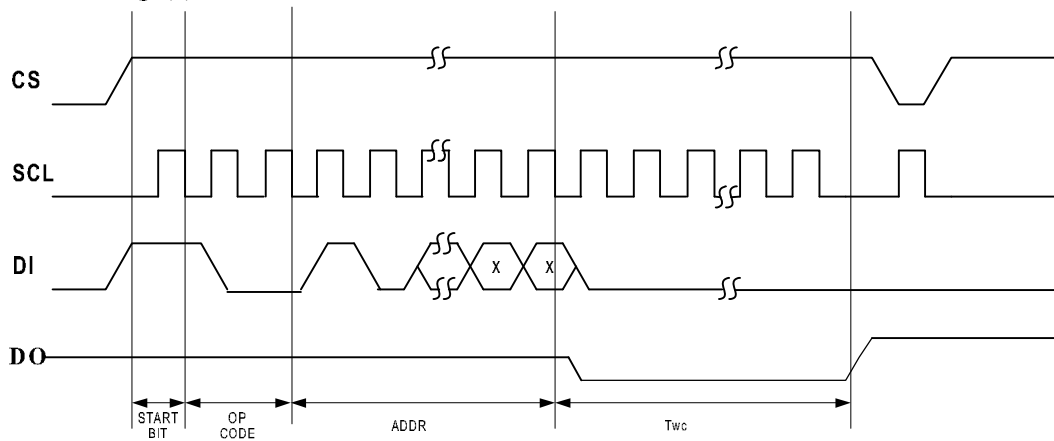 CS
SCL
DI
X X
DO
START
BIT
OP
CODE
ADDR
Twc